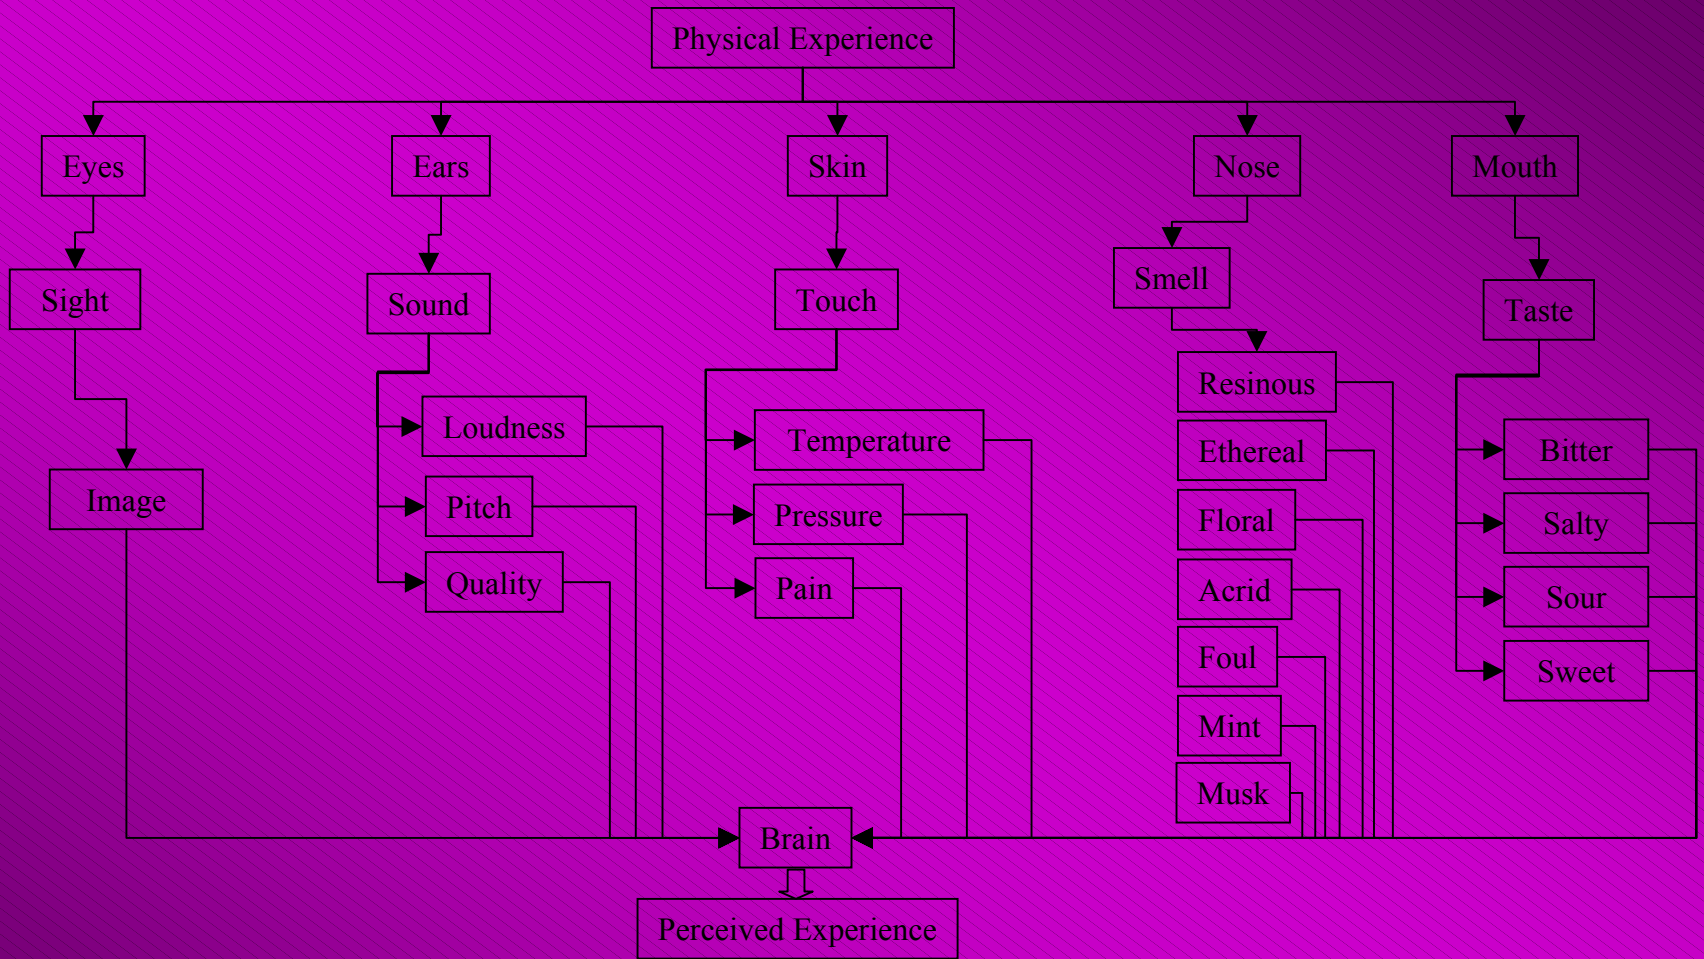 Physical Experience
Eyes
Ears
Skin
Nose
Mouth
Sight
Sound
Touch
Smell
Taste
Image
Loudness
Pitch
Quality
Temperature
Pressure
Pain
Resinous
Ethereal
Floral
Acrid
Foul
Mint
Musk
Bitter
Salty
Sour
Sweet
Brain
Perceived Experience